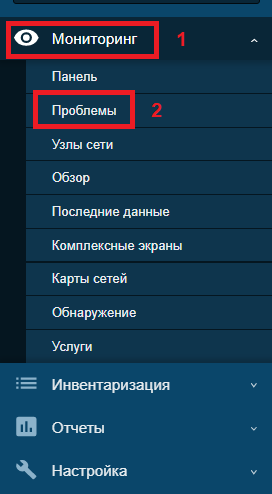 Мониторинг 1
Панель
Проблемы 2
Узлы сети
Обзор
Последние данные
Комплексные экраны
Карты сетей
Обнаружение
Услуги
Инвентаризация
Отчеты
Настройка